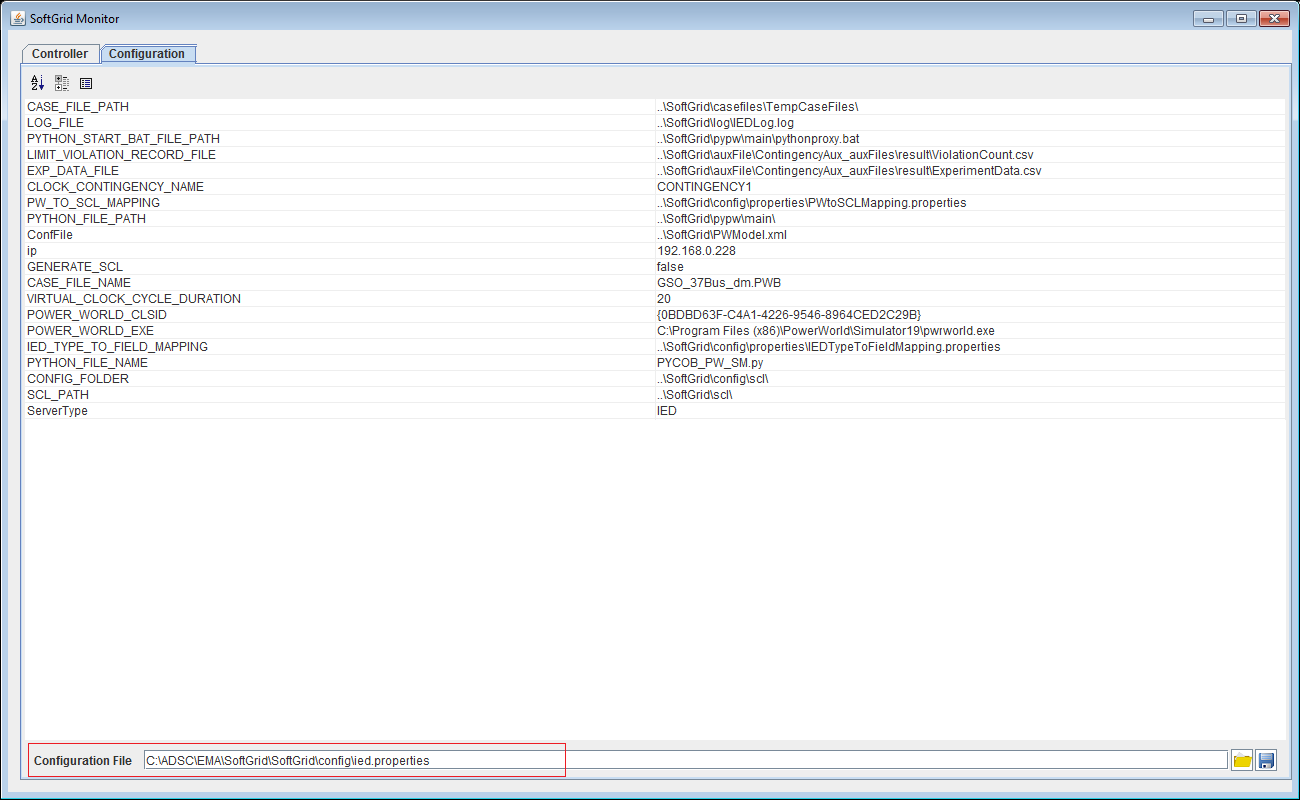 SoftGrid Monitor
Controller Configuration
CASE_FILE_PATH ..\SoftGrid\casefiles\TempCaseFiles\
LOG_FILE ..\SoftGrid\log\IEDLog.log
PYTHON_START_BAT_FILE_PATH ..\SoftGrid\pypw\main\pythonproxy.bat
LIMIT_VIOLATION_RECORD_FILE ..\SoftGrid\auxFile\ContingencyAux_auxFiles\result\ViolationCount.csv
EXP_DATA_FILE ..\SoftGrid\auxFile\ContingencyAux_auxFiles\result\ExperimentData.csv
CLOCK_CONTINGENCY_NAME CONTINGENCY1
PW_TO_SCL_MAPPING ..\SoftGrid\config\properties\PWtoSCLMapping.properties
PYTHON_FILE_PATH ..\SoftGrid\pypw\main\
ConfFile ..\SoftGrid\PWModel.xml
ip 192.168.0.228
GENERATE_SCL false
CASE_FILE_NAME GSO_37Bus_dm.PWB
VIRTUAL_CLOCK_CYCLE_DURATION 20
POWER_WORLD_CLSID {0BDBD63F-C4A1-4226-9546-8964CED2C29B}
POWER_WORLD_EXE C:\Program Files (x86)\PowerWorld\Simulator19\pwrworld.exe
IED_TYPE_TO_FIELD_MAPPING ..\SoftGrid\config\properties\IEDTypeToFieldMapping.properties
PYTHON_FILE_NAME PYCOB_PW_SM.py
CONFIG_FOLDER ..\SoftGrid\config\scl\
SCL_PATH ..\SoftGrid\scl\
ServerType IED
Configuration File C:\ADSC\EMA\SoftGrid\SoftGrid\config\ied.properties